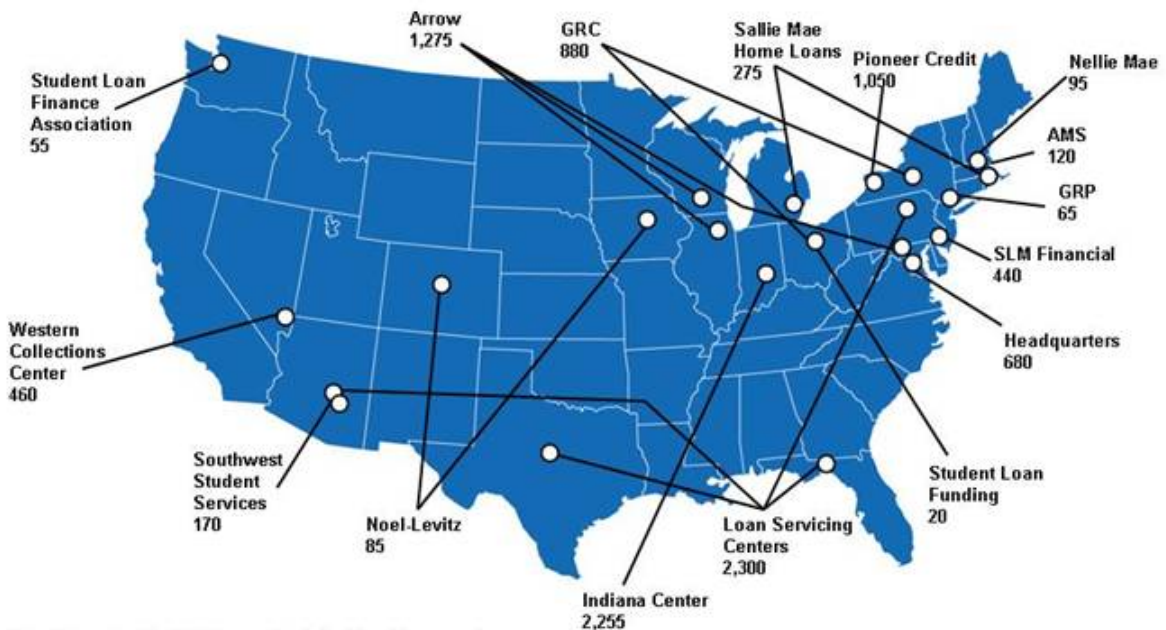 Arrow
1,275
GRC
880
Sallie Mae
Home Loans
275
Pioneer Credit
1,050
Nellie Mae
95
Student Loan
Finance
Association
55
AMS
120
GRP
65
SLM Financial
440
Headquarters
680
Western
Collections
Center
460
Southwest
Student
Services
170
Noel-Levitz
85
Indiana Center
2,255
Loan Servicing
Centers
2,300
Student Loan
Funding
20